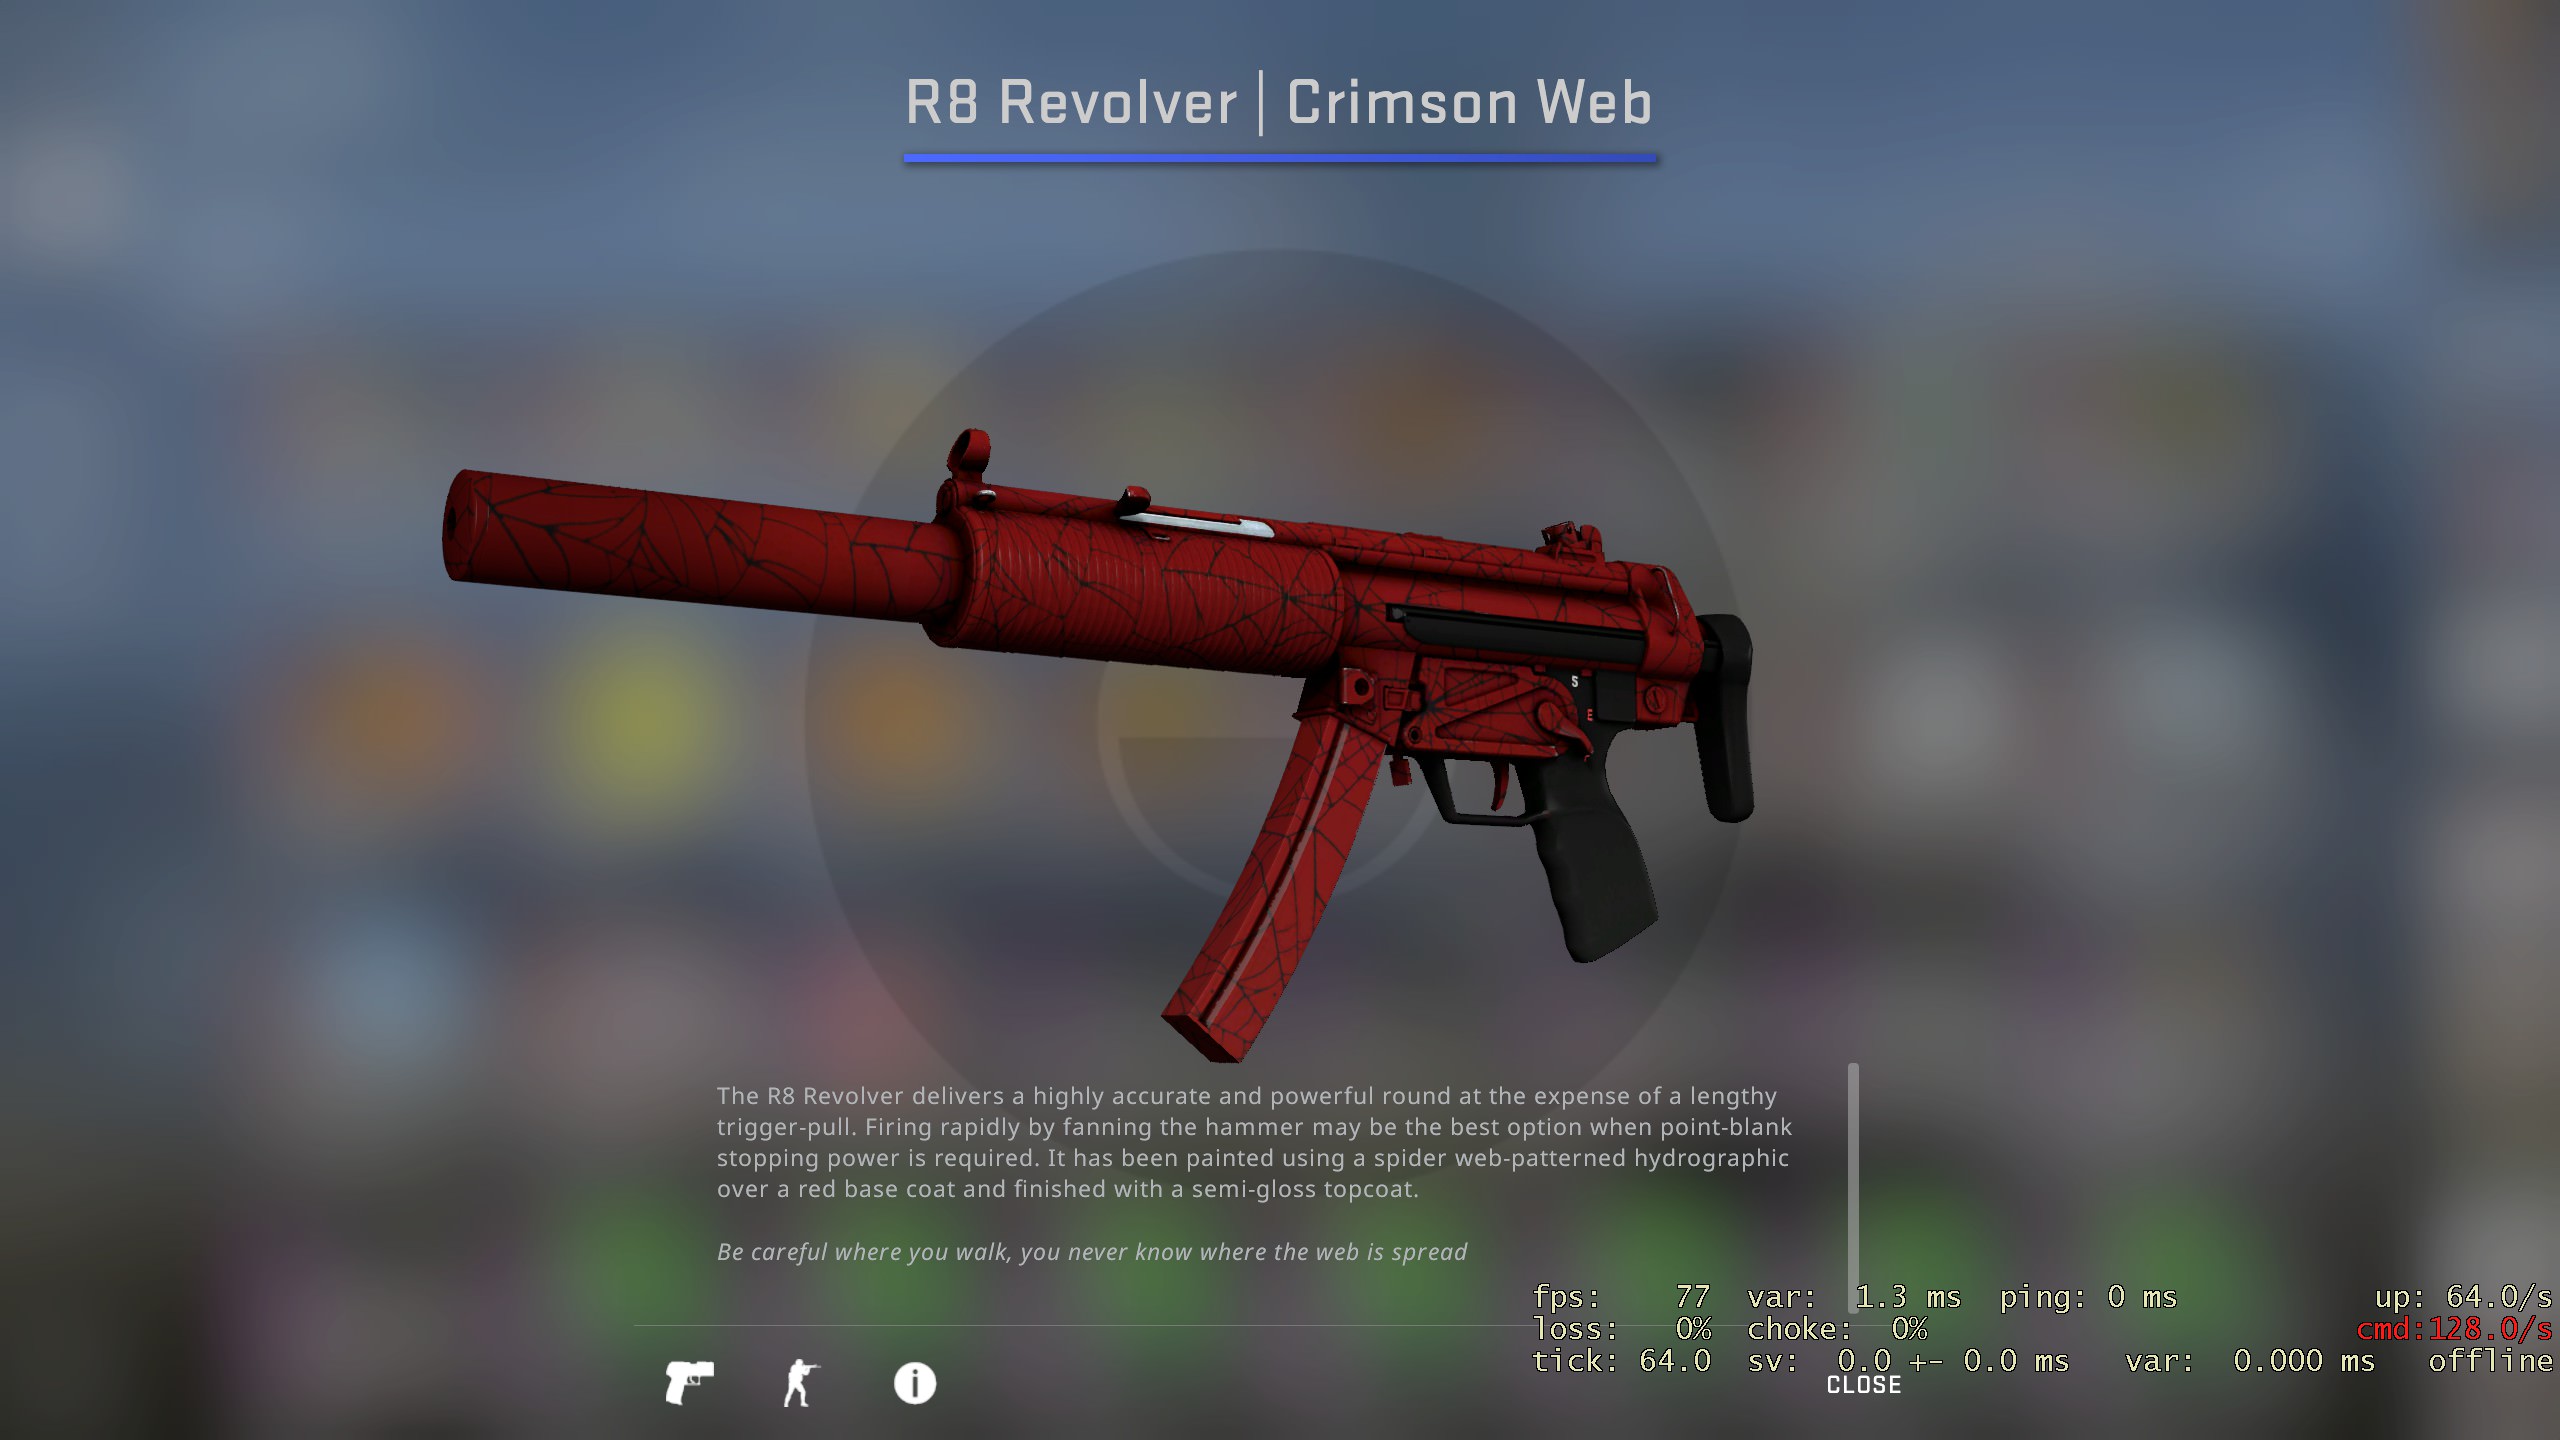 R8 Revolver | Crimson Web
S
E
The R8 Revolver delivers a highly accurate and powerful round at the expense of a lengthy
trigger-pull. Firing rapidly by fanning the hammer may be the best option when point-blank
stopping power is required. It has been painted using a spider web-patterned hydrographic
over a red base coat and finished with a semi-gloss topcoat.
Be careful where you walk, you never know where the web is spread
fps: 77 var: 1.3 ms ping: 0 ms up: 64.0/s
loss: 0% choke: 0% cmd:128.0/s
tick: 64.0 sv: 0.0 +- 0.0 ms var: 0.000 ms offline
CLOSE